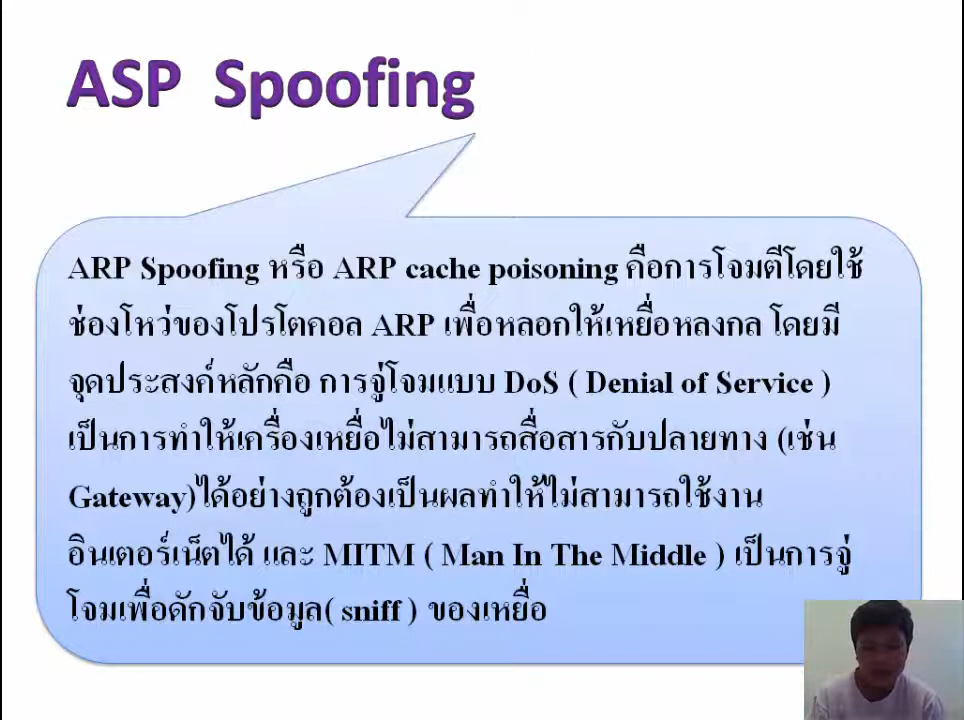 ASP Spoofing
ARP Spoofing หรือ ARP cache poisoning คือการโจมตีโดยใช้
ช่องโหว่ของโปรโตคอล ARP เพื่อหลอกให้เหยื่อหลงกล โดยมี
จุดประสงค์หลักคือ การจู่โจมแบบ DoS ( Denial of Service )
เป็นการทำให้เครื่องเหยื่อไม่สามารถสื่อสารกับปลายทาง (เช่น
Gateway)ได้อย่างถูกต้องเป็นผลทำให้ไม่สามารถใช้งาน
อินเตอร์เน็ตได้ และ MITM ( Man In The Middle ) เป็นการจู่
โจมเพื่อดักจับข้อมูล( sniff ) ของเหยื่อ